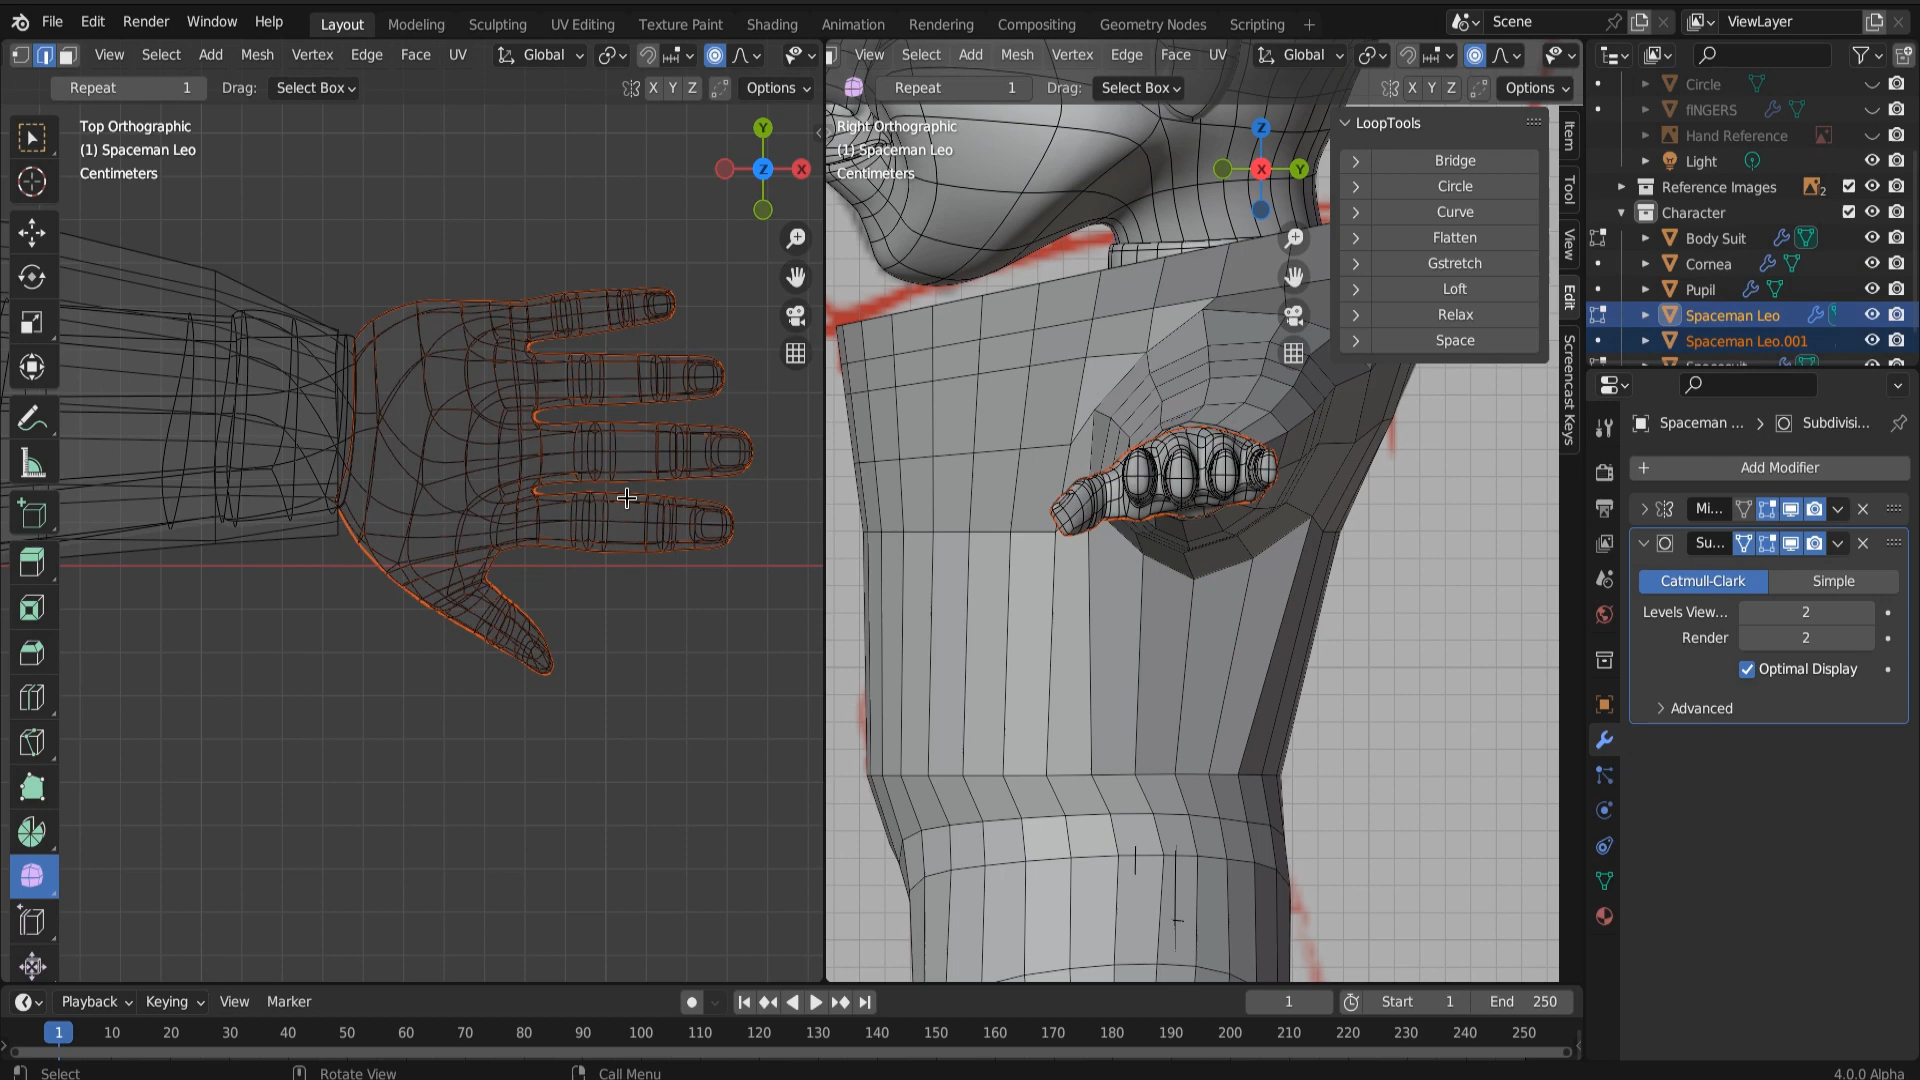 File Edit Render Window Help Layout Modeling Sculpting UV Editing Texture Paint Shading Animation Rendering Compositing Geometry Nodes Scripting + Scene ViewLayer
View Select Add Mesh Vertex Edge Face UV Global
View Select Add Mesh Vertex Edge Face UV Global
Repeat 1 Drag: Select Box X Y Z Options
Repeat 1 Drag: Select Box X Y Z Options
Top Orthographic
(1) Spaceman Leo
Centimeters
Y
Z
X
Right Orthographic
(1) Spaceman Leo
Centimeters
Z
X
Y
LoopTools
Bridge
Circle
Curve
Flatten
Gstretch
Loft
Relax
Space
Item
Tool
View
Edit
Screencast Keys
Circle
fINGERS
Hand Reference
Light
Reference Images 2
Character
Body Suit
Cornea
Pupil
Spaceman Leo
Spaceman Leo.001
Spaceman ... > Subdivisi...
+ Add Modifier
Mi...
Su...
Catmull-Clark Simple
Levels View... 2
Render 2
Optimal Display
Advanced
Playback Keying View Marker 1 Start 1 End 250
1 10 20 30 40 50 60 70 80 90 100 110 120 130 140 150 160 170 180 190 200 210 220 230 240 250
Select Rotate View Call Menu 4.0.0 Alpha